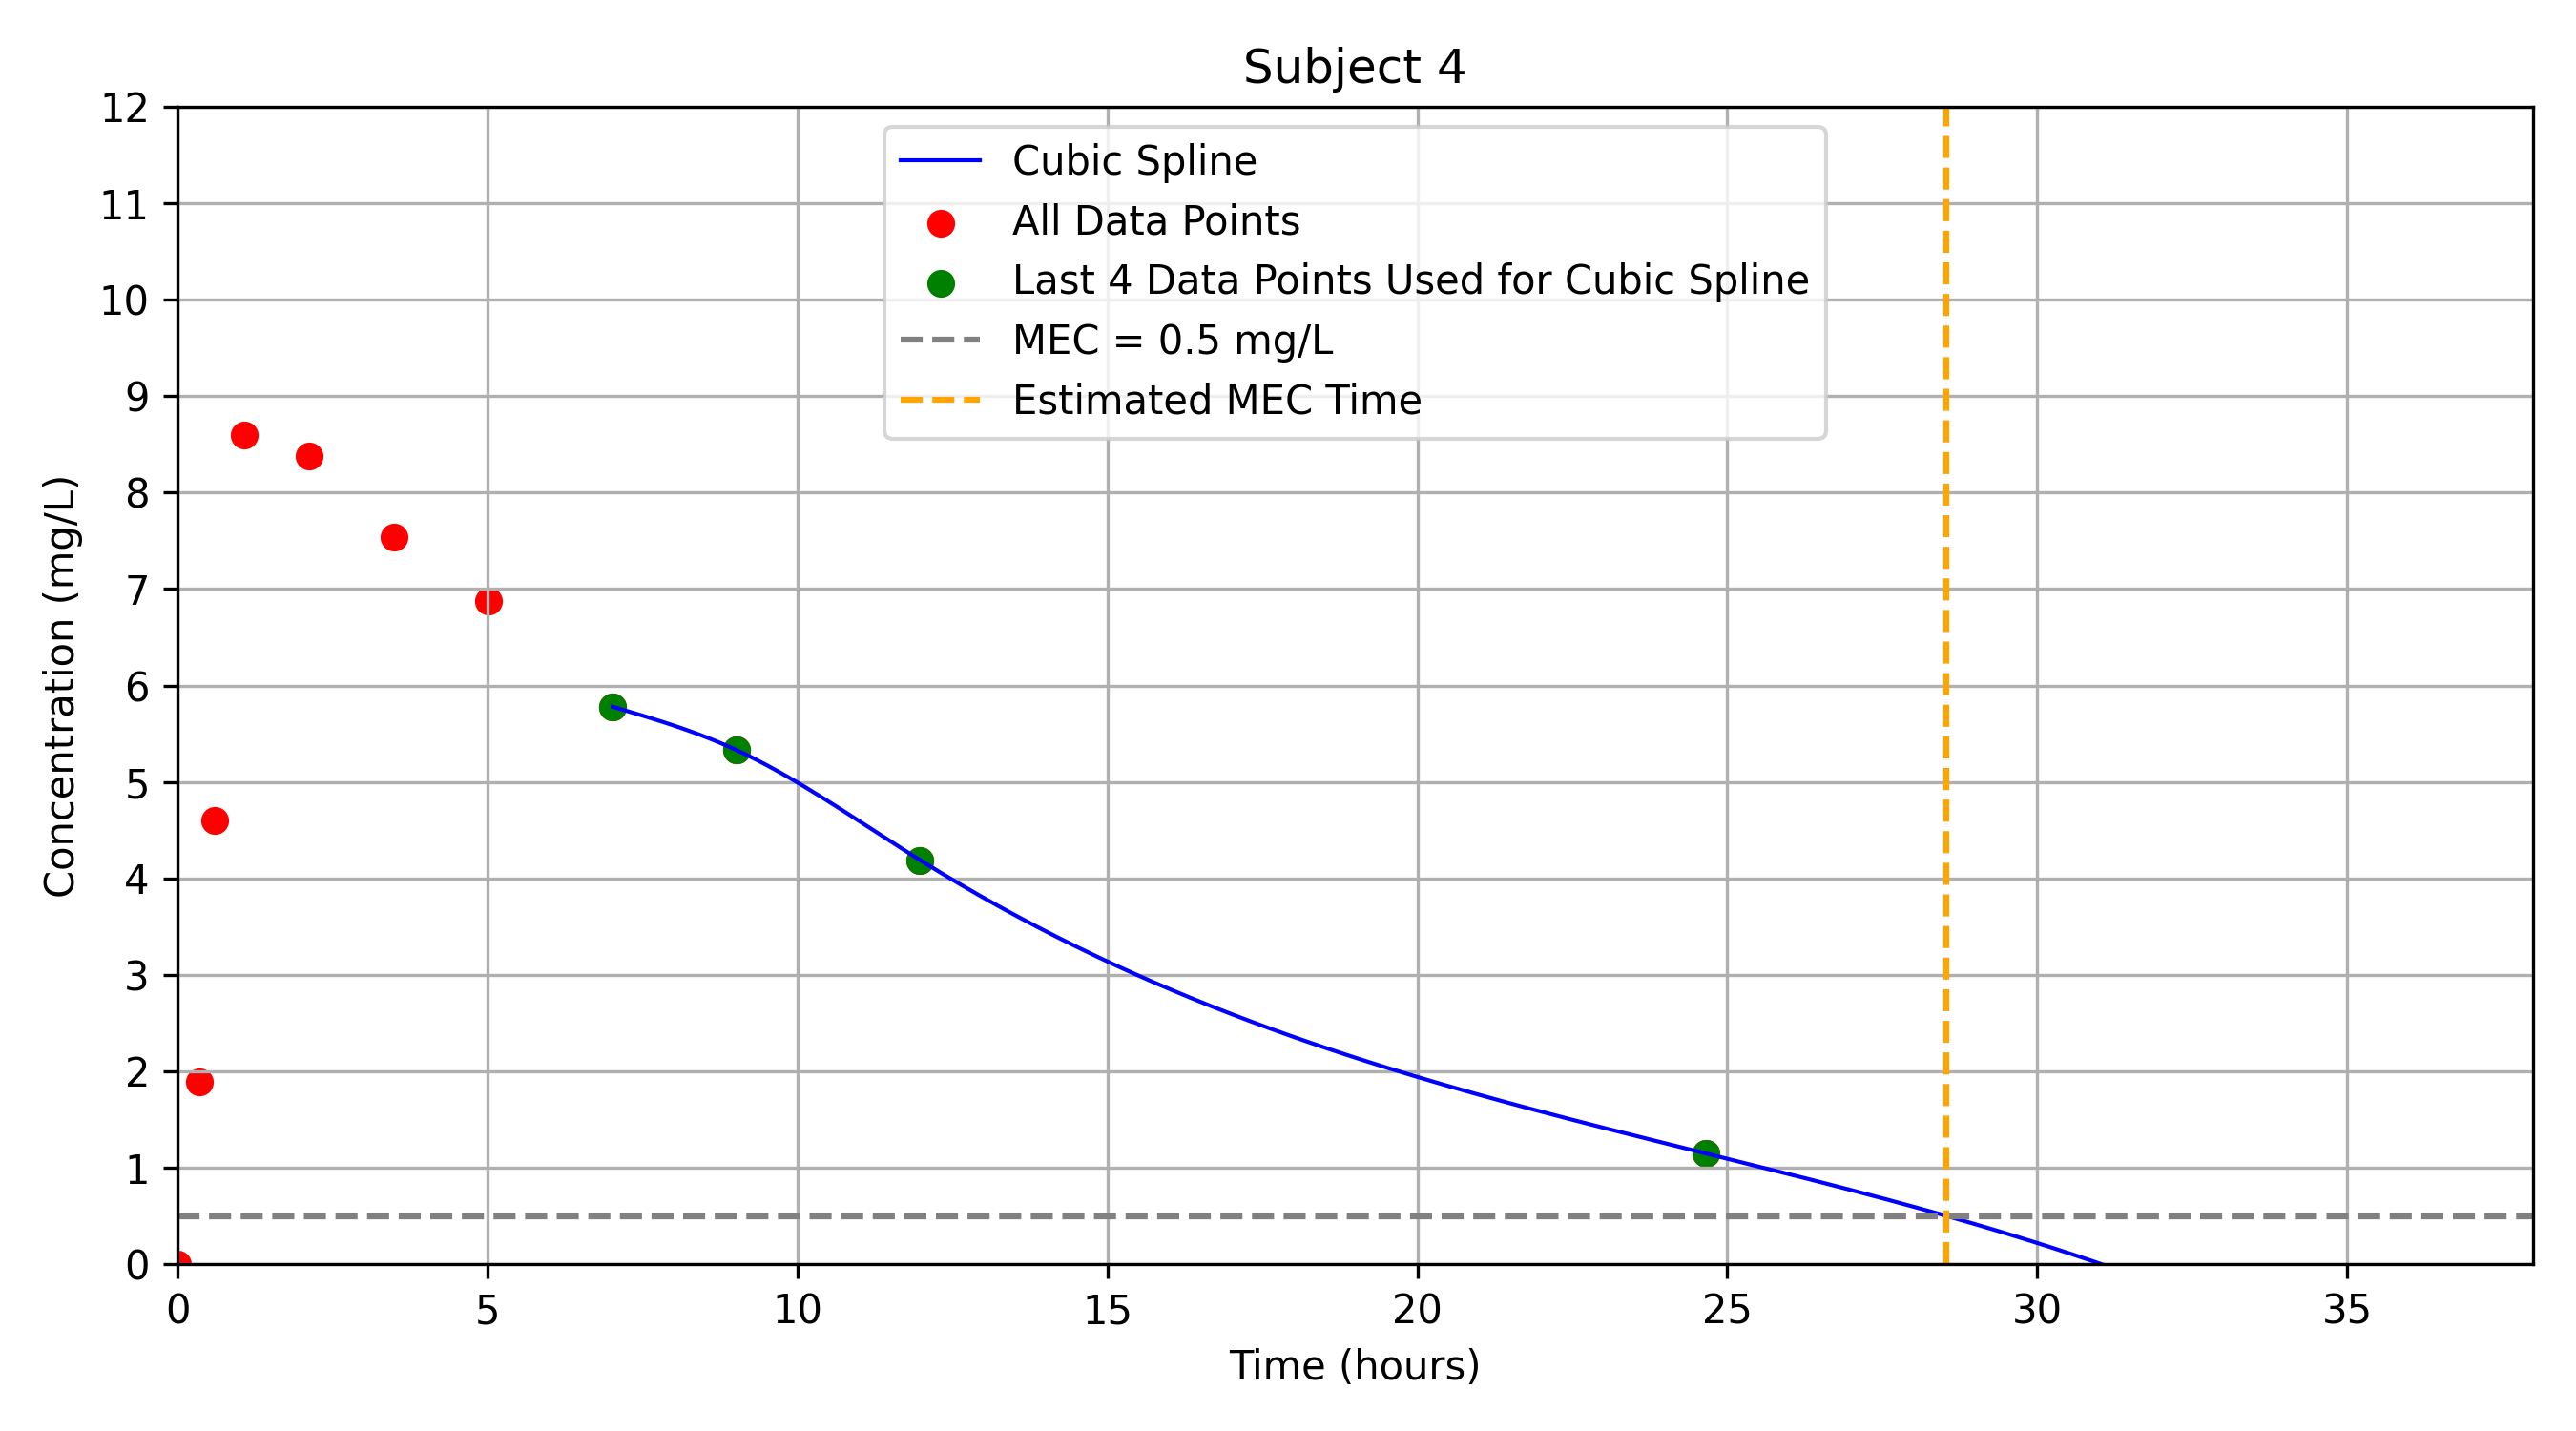 Subject 4
Cubic Spline
All Data Points
Last 4 Data Points Used for Cubic Spline
MEC = 0.5 mg/L
Estimated MEC Time
Concentration (mg/L)
12
11
10
9
8
7
6
5
4
3
2
1
0
0 5 10 15 20 25 30 35
Time (hours)